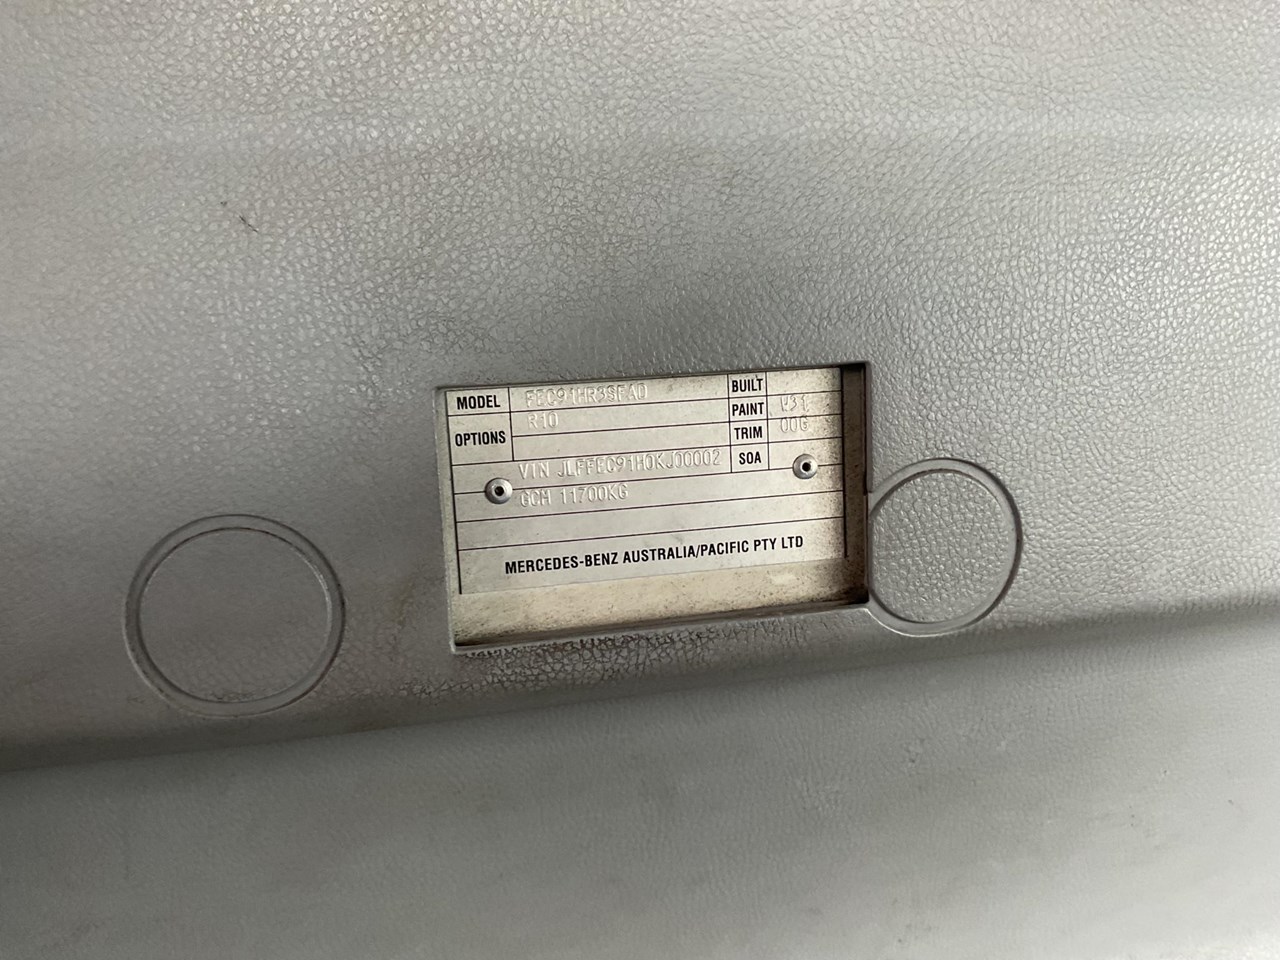 MODEL FEC91HR3SFAD BUILT
OPTIONS R10 PAINT W31
TRIM 00G
VIN JLFFEC91H0KJ00002 SOA
GCM 11700KG
MERCEDES-BENZ AUSTRALIA/PACIFIC PTY LTD